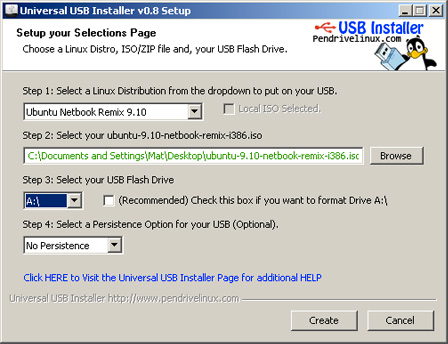 Universal USB Installer v0.8 Setup
Setup your Selections Page
Choose a Linux Distro, ISO/ZIP file and, your USB Flash Drive.
USB Installer
Pendrivelinux.com
Step 1: Select a Linux Distribution from the dropdown to put on your USB.
Ubuntu Netbook Remix 9.10
Local ISO Selected.
Step 2: Select your ubuntu-9.10-netbook-remix-i386.iso
C:\Documents and Settings\Mat\Desktop\ubuntu-9.10-netbook-remix-i386.isc
Browse
Step 3: Select your USB Flash Drive
A:\
(Recommended) Check this box if you want to format Drive A:\
Step 4: Select a Persistence Option for your USB (Optional).
No Persistence
Click HERE to Visit the Universal USB Installer Page for additional HELP
Universal USB Installer http://www.pendrivelinux.com
Create
Cancel